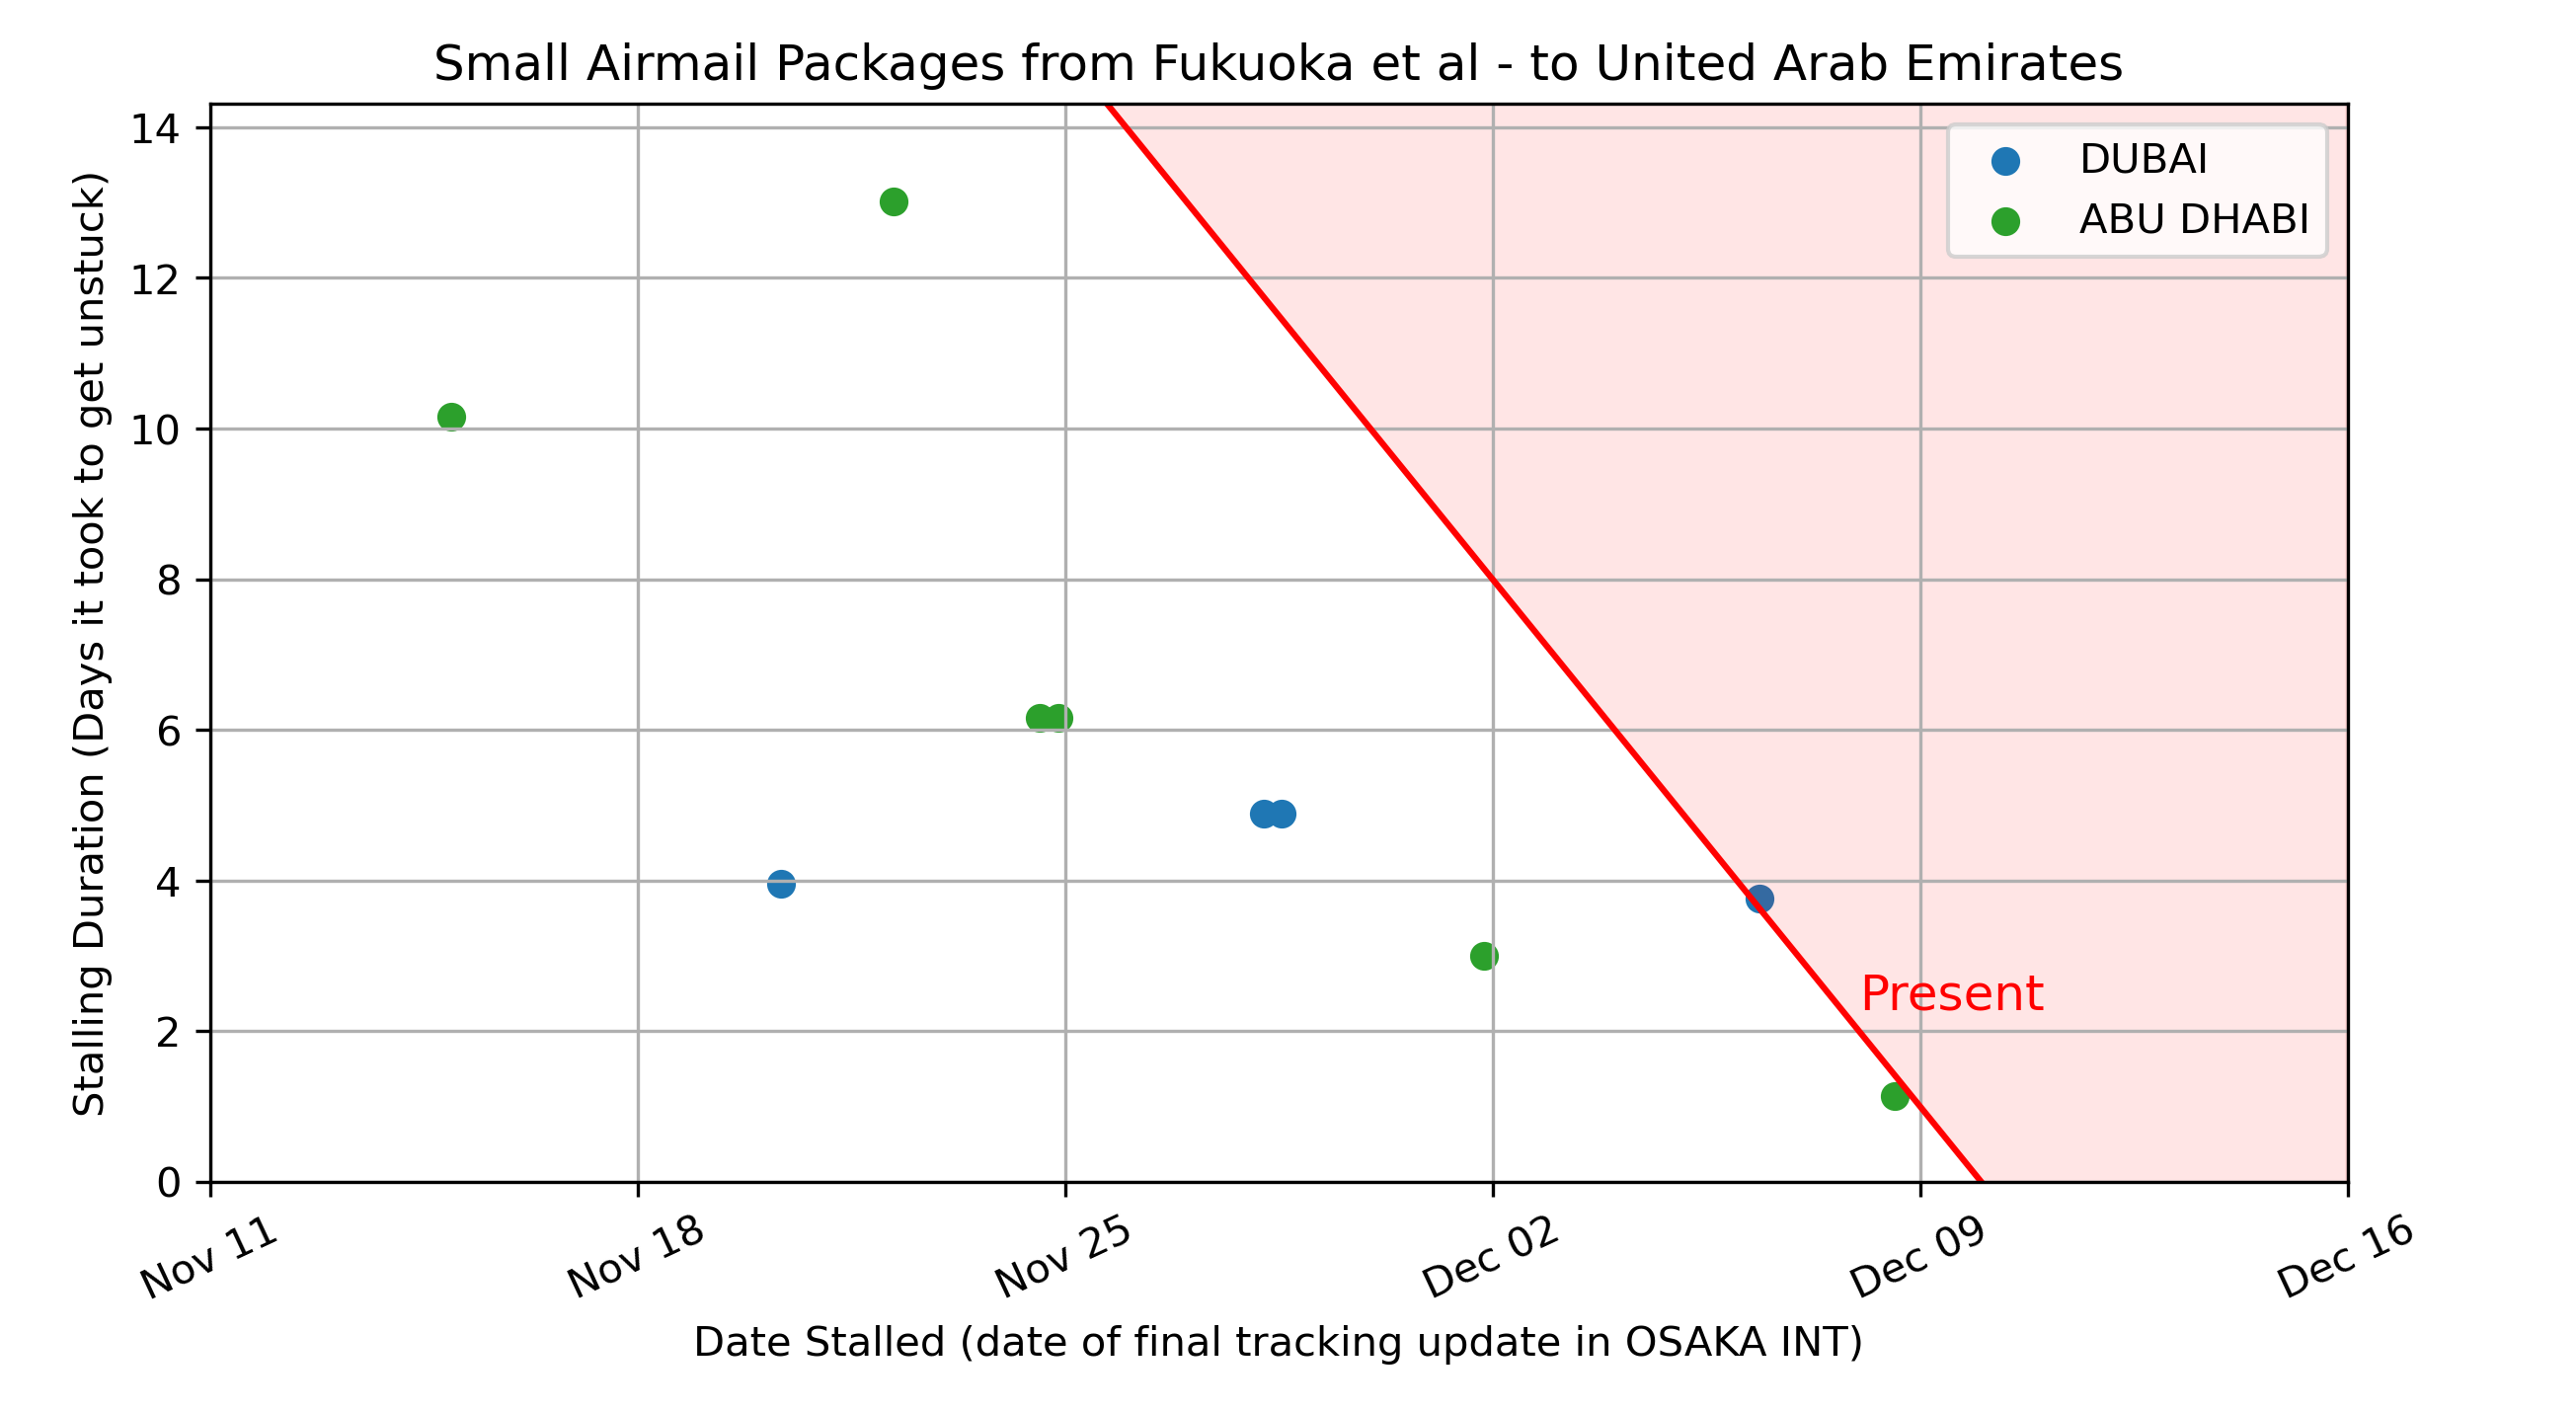 Small Airmail Packages from Fukuoka et al - to United Arab Emirates
DUBAI
ABU DHABI
Stalling Duration (Days it took to get unstuck)
14
12
10
8
6
4
2
0
Present
Nov 11
Nov 18
Nov 25
Dec 02
Dec 09
Dec 16
Date Stalled (date of final tracking update in OSAKA INT)